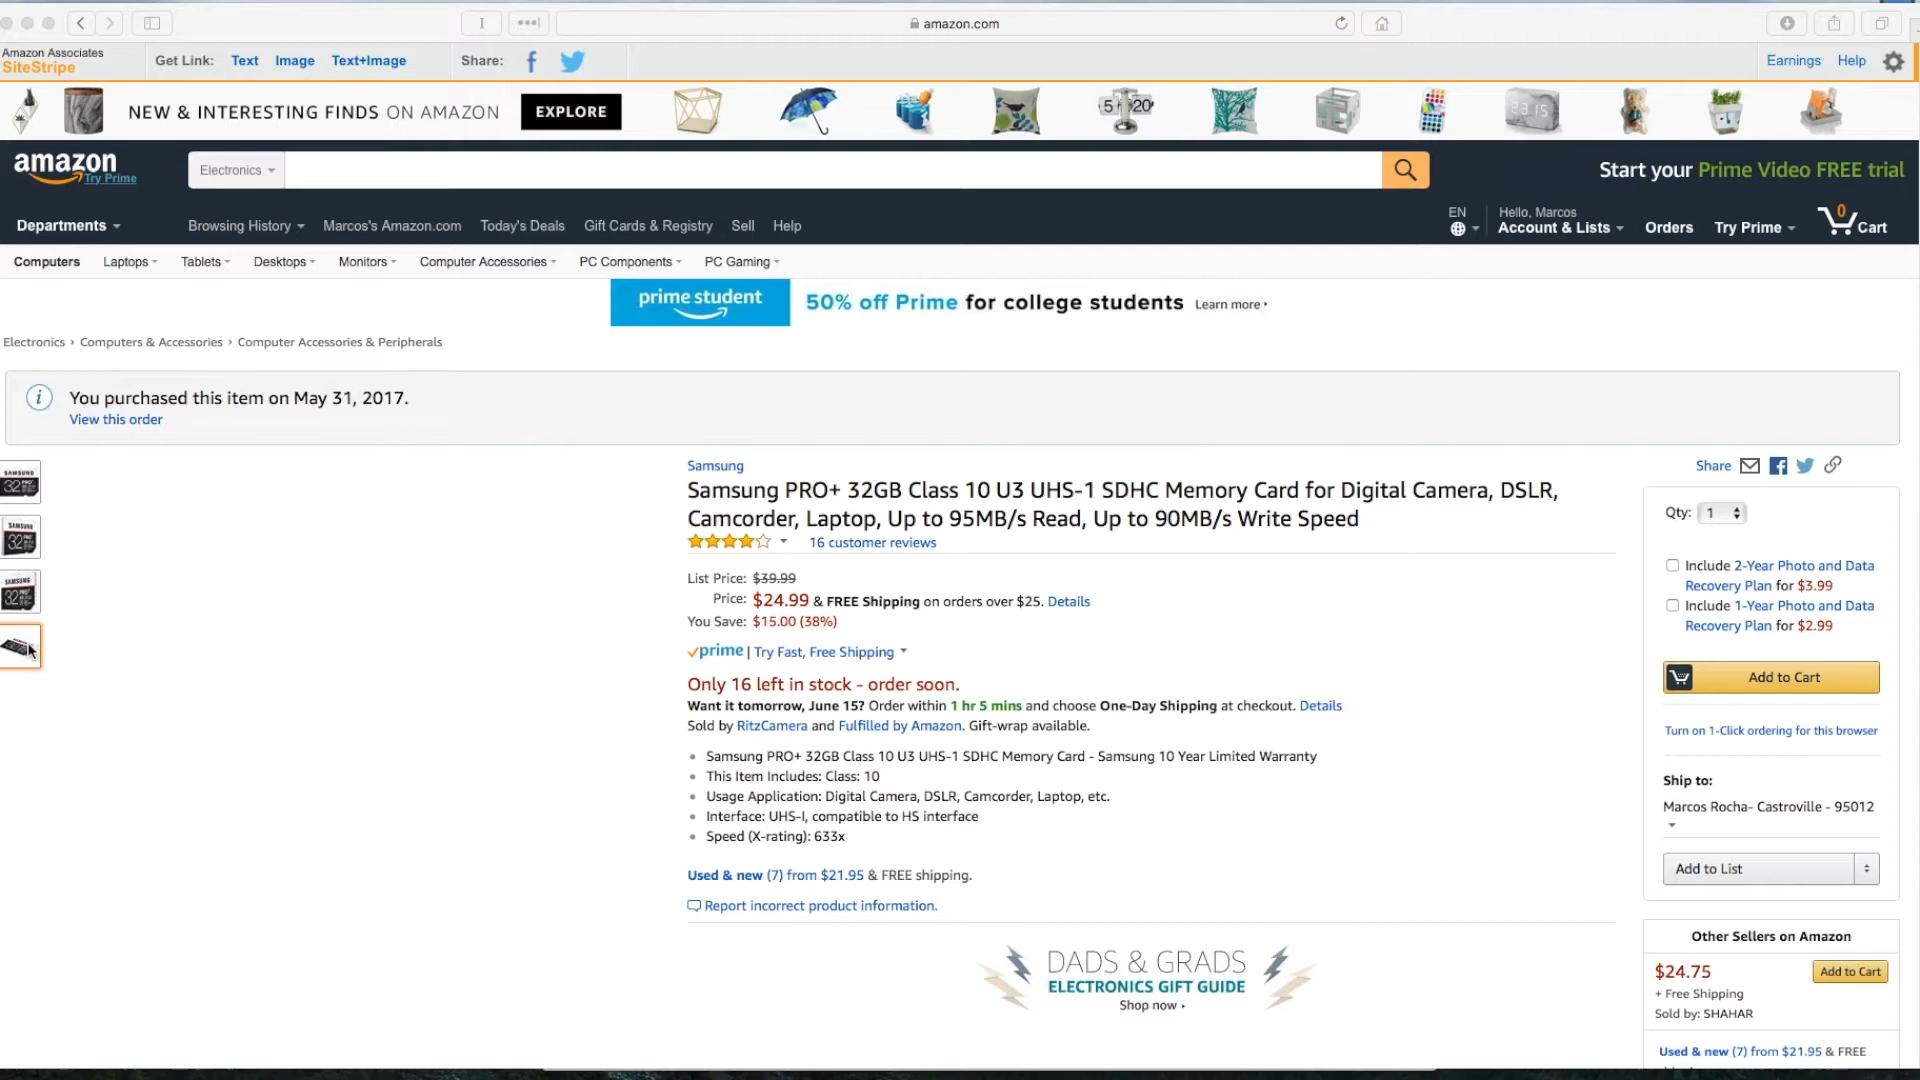 amazon.com
Amazon Associates
SiteStripe
Get Link: Text Image Text+Image
Share:
Earnings Help
NEW & INTERESTING FINDS ON AMAZON EXPLORE
5 20
23:15
amazon
Try Prime
Electronics
Start your Prime Video FREE trial
Departments
Browsing History Marcos's Amazon.com Today's Deals Gift Cards & Registry Sell Help
EN
Hello, Marcos
Account & Lists
Orders
Try Prime
0
Cart
Computers Laptops Tablets Desktops Monitors Computer Accessories PC Components PC Gaming
prime student
50% off Prime for college students Learn more
Electronics › Computers & Accessories › Computer Accessories & Peripherals
You purchased this item on May 31, 2017.
View this order
SAMSUNG
32 PRO
SAMSUNG
32
SAMSUNG
32
Samsung
Samsung PRO+ 32GB Class 10 U3 UHS-1 SDHC Memory Card for Digital Camera, DSLR,
Camcorder, Laptop, Up to 95MB/s Read, Up to 90MB/s Write Speed
16 customer reviews
List Price: $39.99
Price: $24.99 & FREE Shipping on orders over $25. Details
You Save: $15.00 (38%)
prime | Try Fast, Free Shipping
Only 16 left in stock - order soon.
Want it tomorrow, June 15? Order within 1 hr 5 mins and choose One-Day Shipping at checkout. Details
Sold by RitzCamera and Fulfilled by Amazon. Gift-wrap available.
Samsung PRO+ 32GB Class 10 U3 UHS-1 SDHC Memory Card - Samsung 10 Year Limited Warranty
This Item Includes: Class: 10
Usage Application: Digital Camera, DSLR, Camcorder, Laptop, etc.
Interface: UHS-I, compatible to HS interface
Speed (X-rating): 633x
Used & new (7) from $21.95 & FREE shipping.
Report incorrect product information.
DADS & GRADS
ELECTRONICS GIFT GUIDE
Shop now
Share
Qty: 1
Include 2-Year Photo and Data
Recovery Plan for $3.99
Include 1-Year Photo and Data
Recovery Plan for $2.99
Add to Cart
Turn on 1-Click ordering for this browser
Ship to:
Marcos Rocha- Castroville - 95012
Add to List
Other Sellers on Amazon
$24.75
Add to Cart
+ Free Shipping
Sold by: SHAHAR
Used & new (7) from $21.95 & FREE